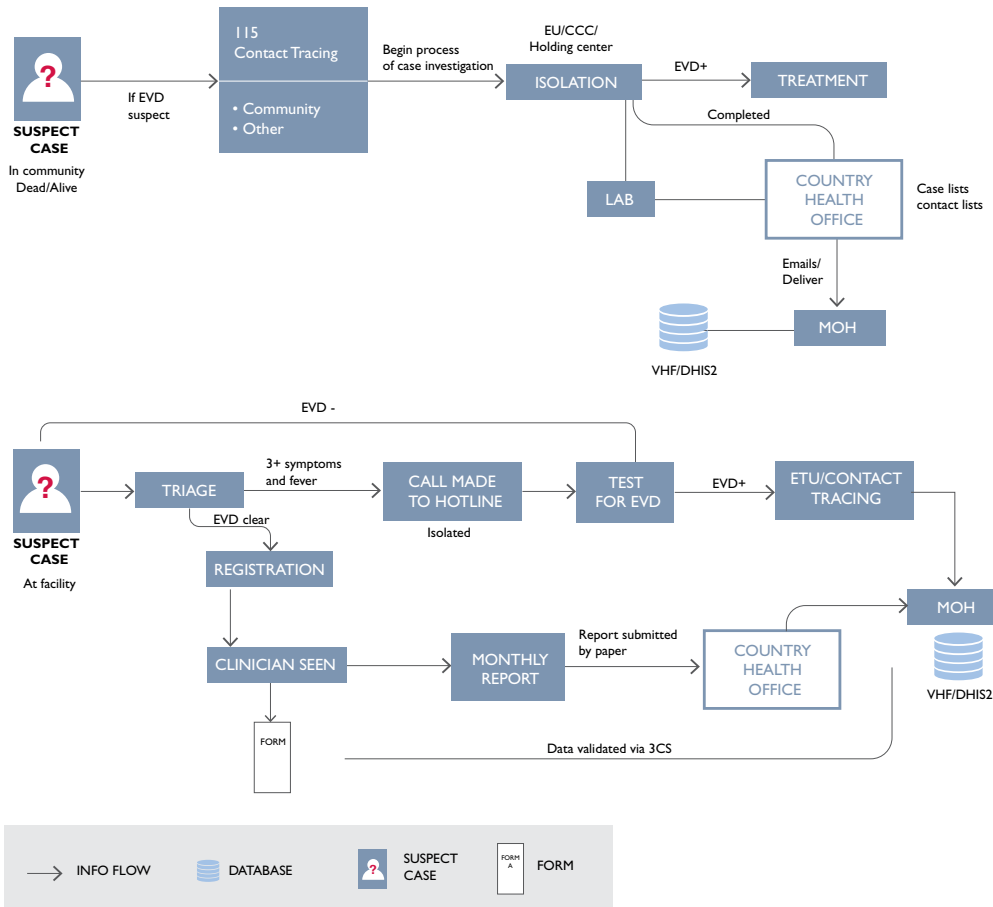 ?
SUSPECT
CASE
In community
Dead/Alive
If EVD
suspect
115
Contact Tracing
• Community
• Other
Begin process
of case investigation
EU/CCC/
Holding center
ISOLATION
EVD+
TREATMENT
Completed
LAB
COUNTRY
HEALTH
OFFICE
Case lists
contact lists
Emails/
Deliver
MOH
VHF/DHIS2
EVD -
?
SUSPECT
CASE
At facility
TRIAGE
3+ symptoms
and fever
CALL MADE
TO HOTLINE
Isolated
TEST
FOR EVD
EVD+
ETU/CONTACT
TRACING
EVD clear
REGISTRATION
CLINICIAN SEEN
MONTHLY
REPORT
Report submitted
by paper
COUNTRY
HEALTH
OFFICE
MOH
VHF/DHIS2
FORM
Data validated via 3CS
INFO FLOW
DATABASE
?
SUSPECT
CASE
FORM
A
FORM